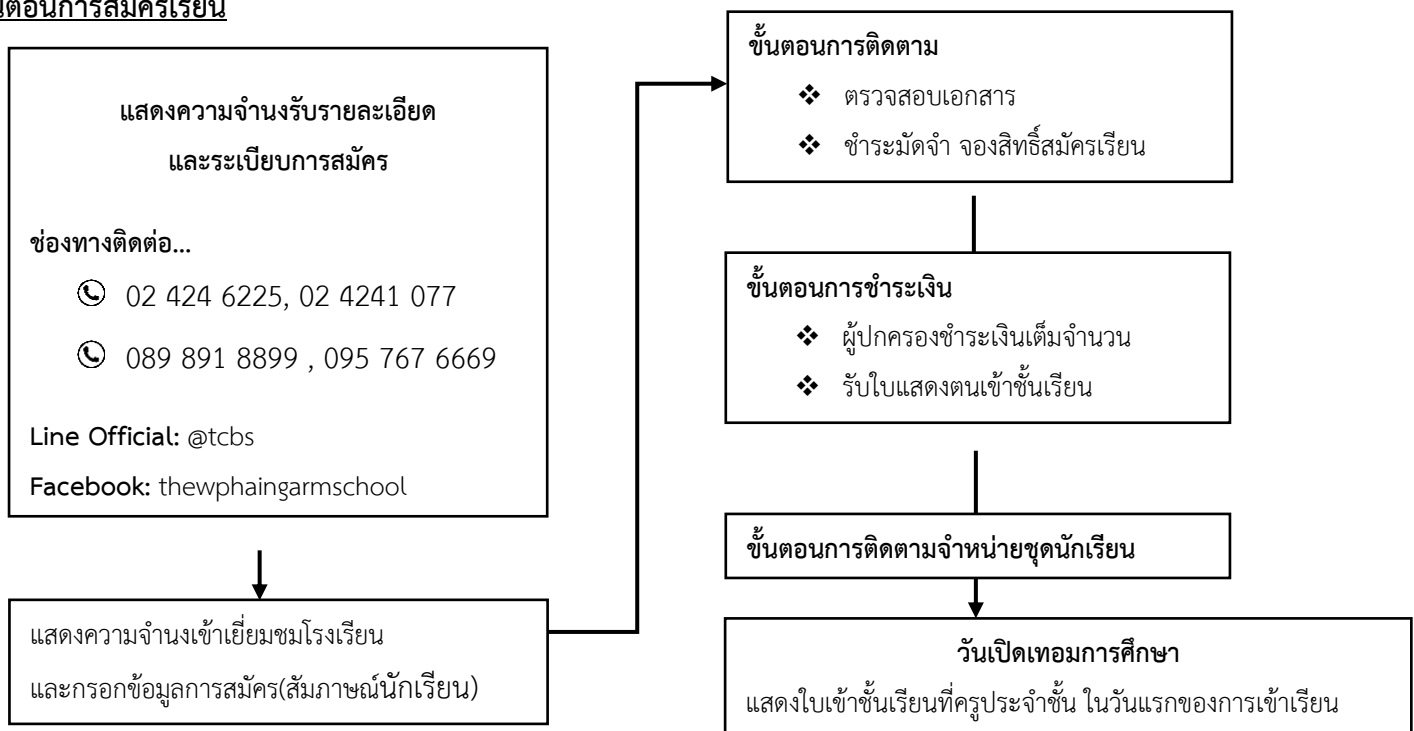 นตอนการสมัครเรียน
แสดงความจำนงรับรายละเอียด
และระเบียบการสมัคร
ช่องทางติดต่อ...
02 424 6225, 02 4241 077
089 891 8899 , 095 767 6669
Line Official: @tcbs
Facebook: thewphaingarmschool
แสดงความจำนงเข้าเยี่ยมชมโรงเรียน
และกรอกข้อมูลการสมัคร(สัมภาษณ์นักเรียน)
ขั้นตอนการติดตาม
❖ ตรวจสอบเอกสาร
❖ ชำระมัดจำ จองสิทธิ์สมัครเรียน
ขั้นตอนการชำระเงิน
❖ ผู้ปกครองชำระเงินเต็มจำนวน
❖ รับใบแสดงตนเข้าชั้นเรียน
ขั้นตอนการติดตามจำหน่ายชุดนักเรียน
วันเปิดเทอมการศึกษา
แสดงใบเข้าชั้นเรียนที่ครูประจำชั้น ในวันแรกของการเข้าเรียน